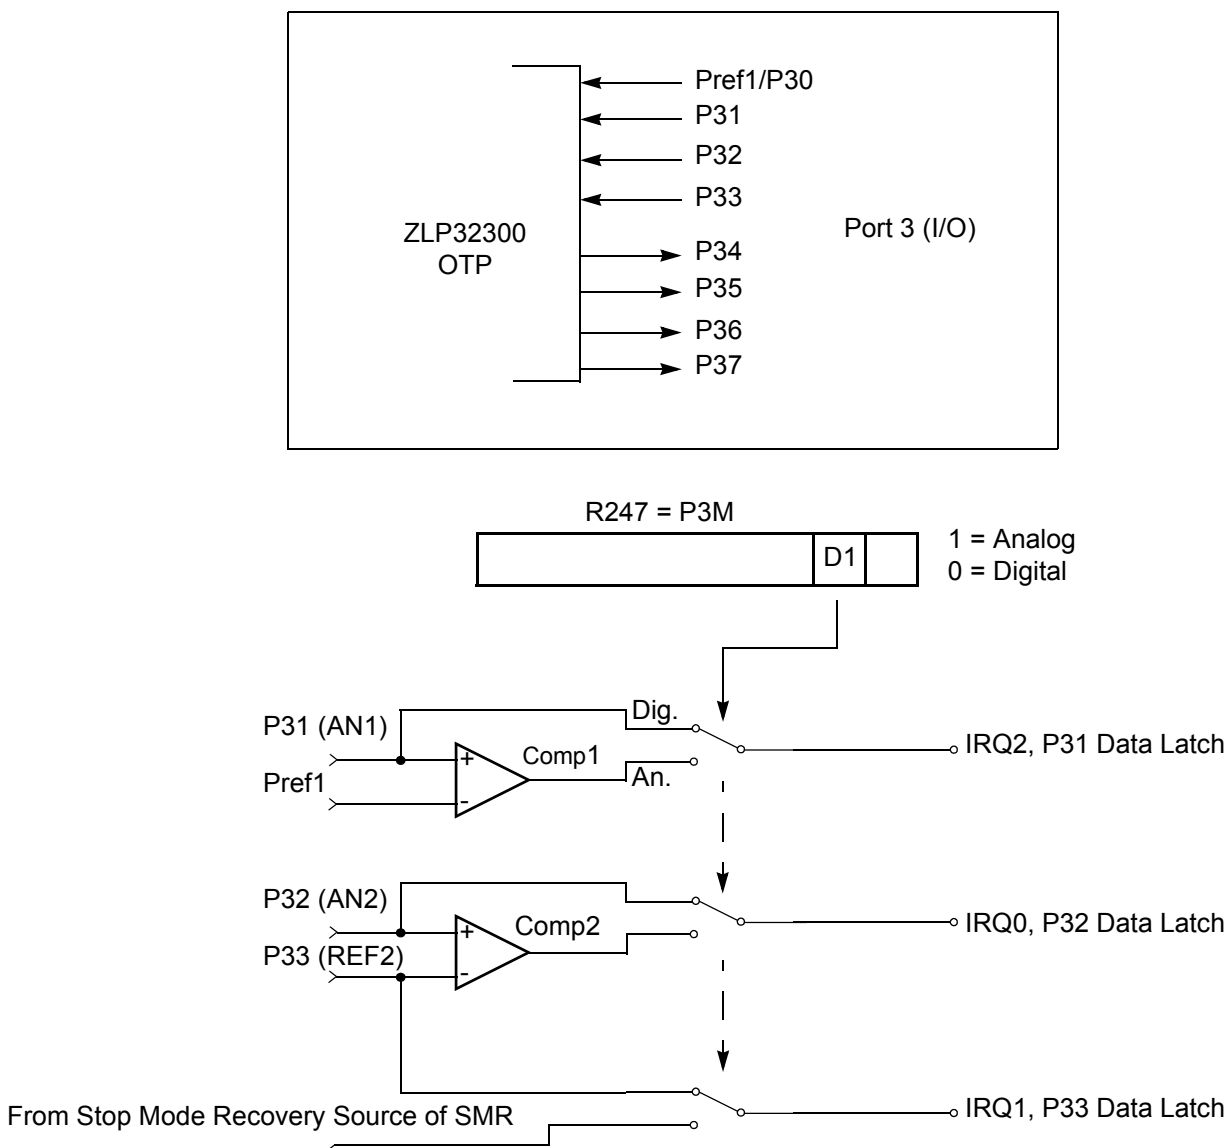 Pref1/P30
P31
P32
P33
ZLP32300
OTP
Port 3 (I/O)
P34
P35
P36
P37
R247 = P3M
D1
1 = Analog
0 = Digital
P31 (AN1)
Pref1
+
-
Comp1
Dig.
An.
IRQ2, P31 Data Latch
P32 (AN2)
P33 (REF2)
+
-
Comp2
IRQ0, P32 Data Latch
From Stop Mode Recovery Source of SMR
IRQ1, P33 Data Latch